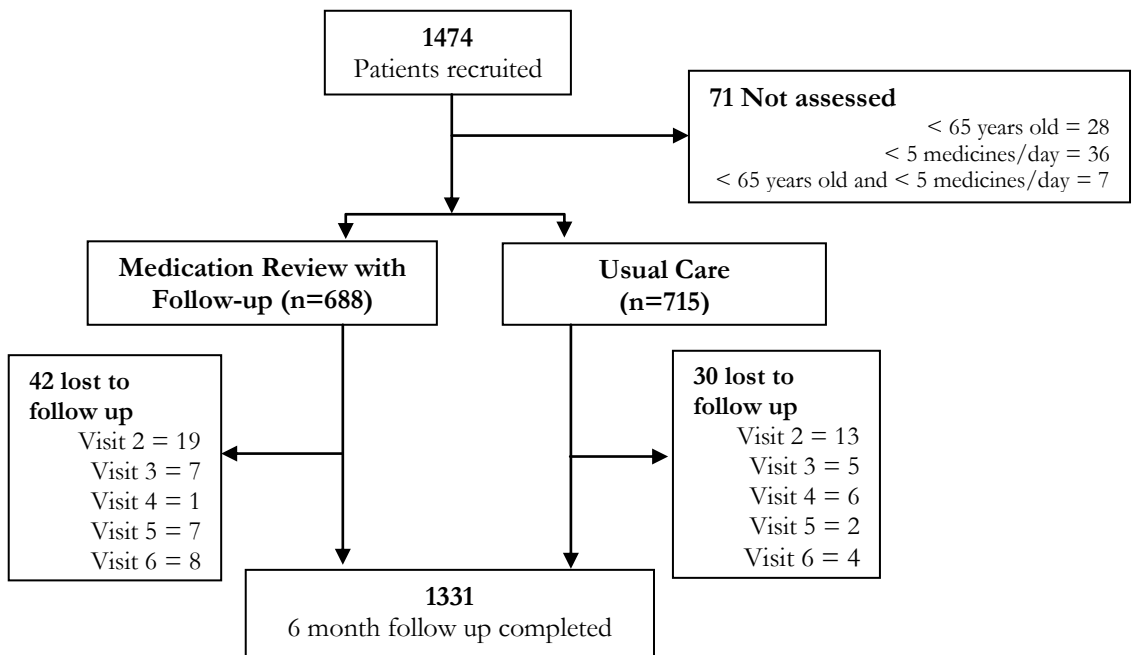 1474
Patients recruited
71 Not assessed
< 65 years old = 28
< 5 medicines/day = 36
< 65 years old and < 5 medicines/day = 7
Medication Review with
Follow-up (n=688)
Usual Care
(n=715)
42 lost to
follow up
Visit 2 = 19
Visit 3 = 7
Visit 4 = 1
Visit 5 = 7
Visit 6 = 8
30 lost to
follow up
Visit 2 = 13
Visit 3 = 5
Visit 4 = 6
Visit 5 = 2
Visit 6 = 4
1331
6 month follow up completed